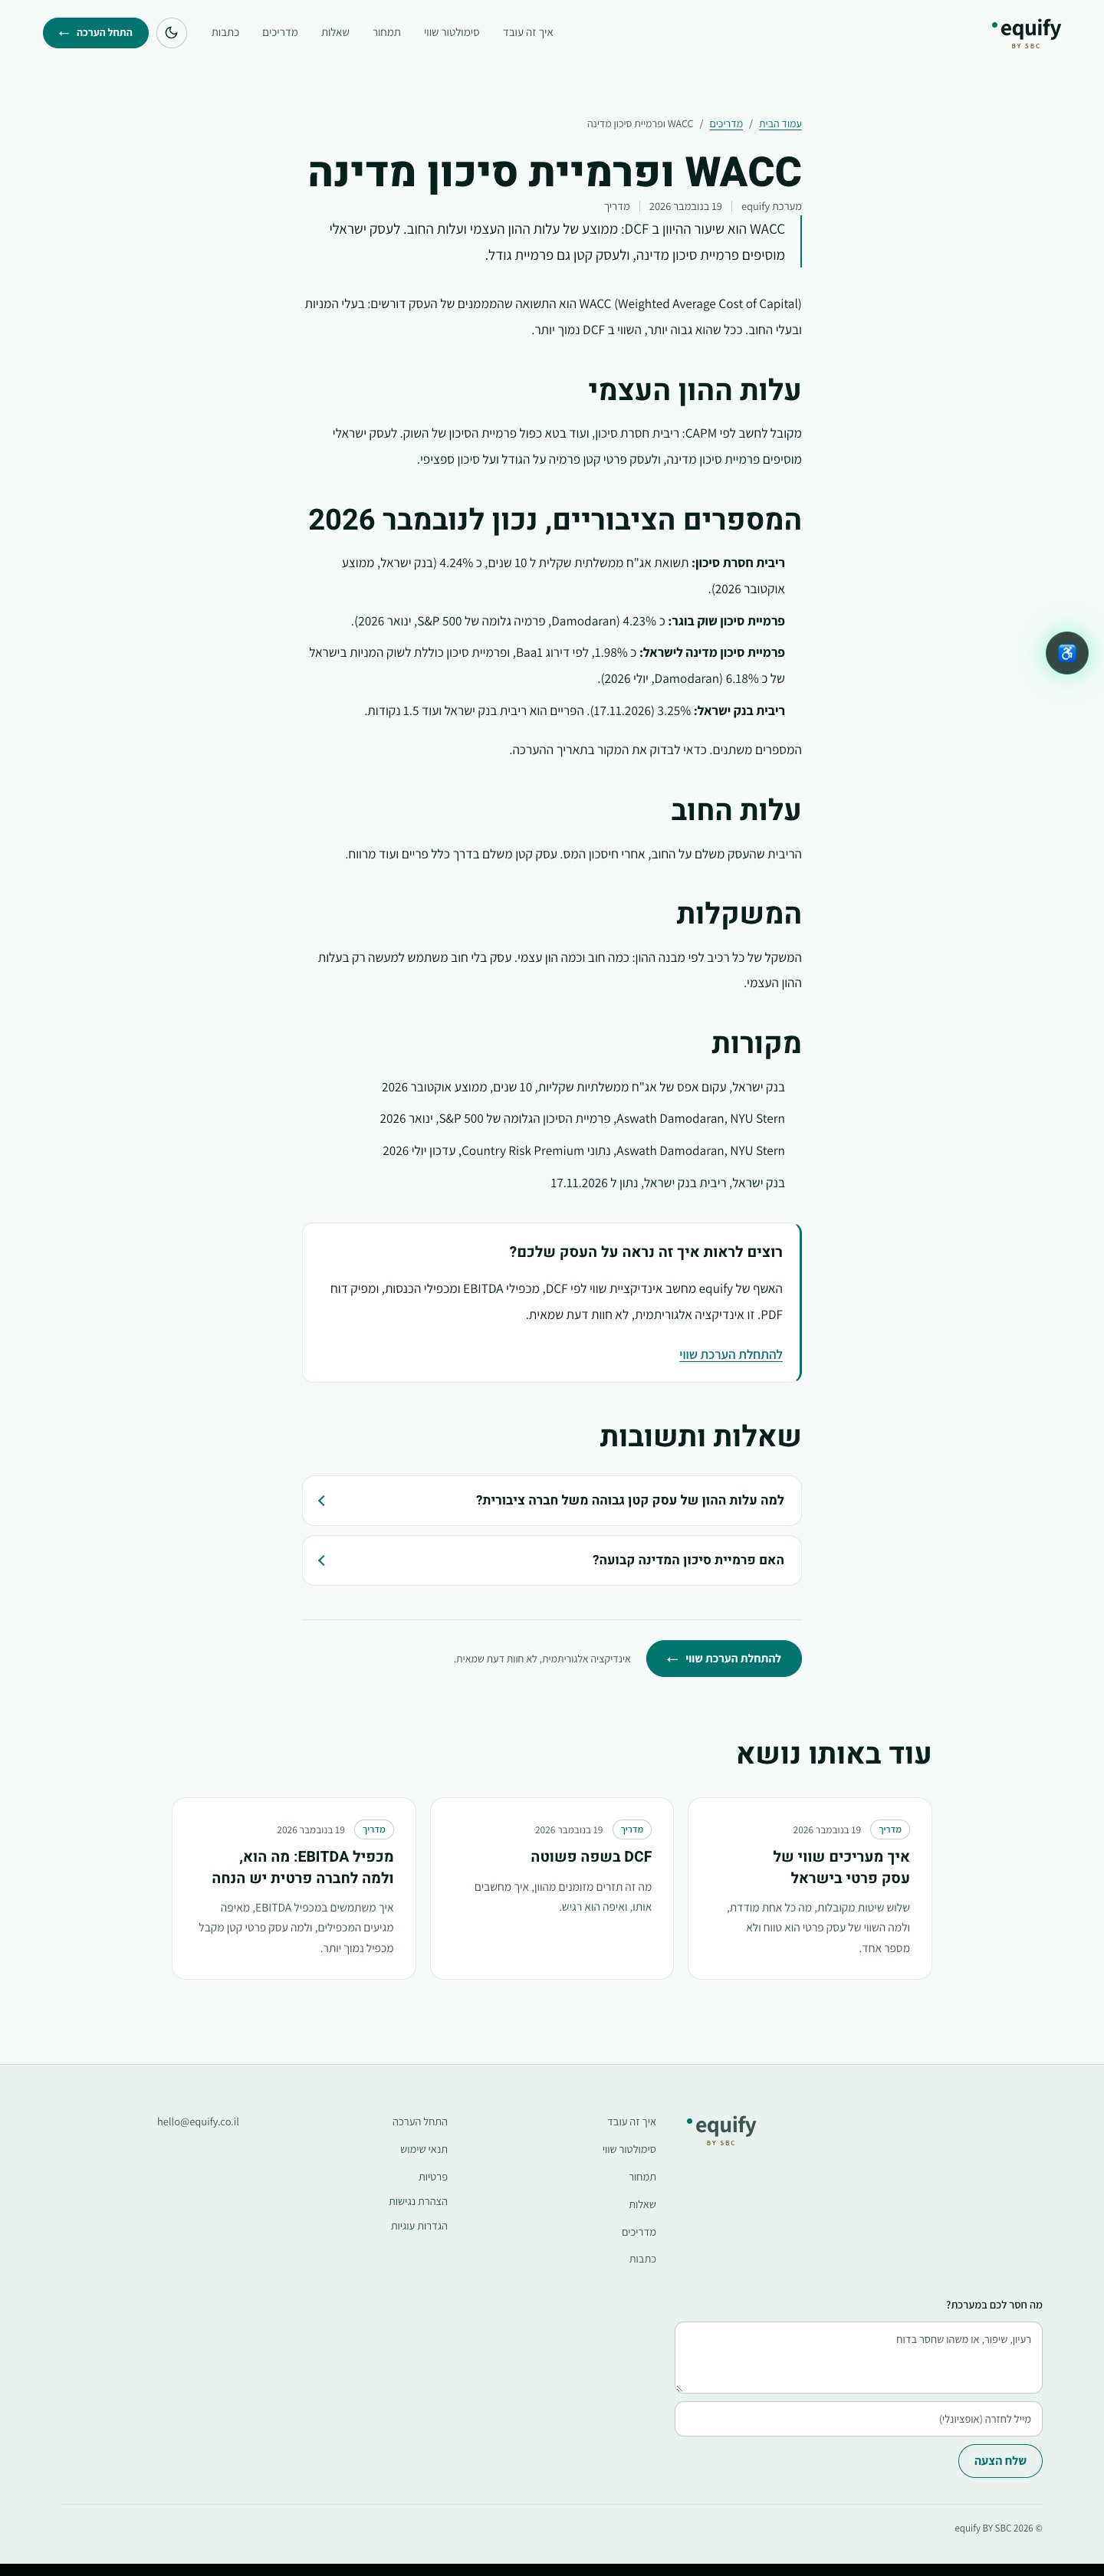 equify
BY SBC
איך זה עובד
סימולטור שווי
תמחור
שאלות
מדריכים
כתבות
התחל הערכה ←
עמוד הבית / מדריכים / WACC ופרמיית סיכון מדינה
WACC ופרמיית סיכון מדינה
מערכת equify | 19 בנובמבר 2026 | מדריך
WACC הוא שיעור ההיוון ב DCF: ממוצע של עלות ההון העצמי ועלות החוב. לעסק ישראלי
מוסיפים פרמיית סיכון מדינה, ולעסק קטן גם פרמיית גודל.
WACC (Weighted Average Cost of Capital) הוא התשואה שהמממנים של העסק דורשים: בעלי המניות
ובעלי החוב. ככל שהוא גבוה יותר, השווי ב DCF נמוך יותר.
עלות ההון העצמי
מקובל לחשב לפי CAPM: ריבית חסרת סיכון, ועוד בטא כפול פרמיית הסיכון של השוק. לעסק ישראלי
מוסיפים פרמיית סיכון מדינה, ולעסק פרטי קטן פרמיה על הגודל ועל סיכון ספציפי.
המספרים הציבוריים, נכון לנובמבר 2026
ריבית חסרת סיכון: תשואת אג"ח ממשלתית שקלית ל 10 שנים, כ 4.24% (בנק ישראל, ממוצע
אוקטובר 2026).
פרמיית סיכון שוק בוגר: כ 4.23% (Damodaran, פרמיה גלומה של S&P 500, ינואר 2026).
פרמיית סיכון מדינה לישראל: כ 1.98%, לפי דירוג Baa1, ופרמיית סיכון כוללת לשוק המניות בישראל
של כ 6.18% (Damodaran, יולי 2026).
ריבית בנק ישראל: 3.25% (17.11.2026). הפריים הוא ריבית בנק ישראל ועוד 1.5 נקודות.
המספרים משתנים. כדאי לבדוק את המקור בתאריך ההערכה.
עלות החוב
הריבית שהעסק משלם על החוב, אחרי חיסכון המס. עסק קטן משלם בדרך כלל פריים ועוד מרווח.
המשקלות
המשקל של כל רכיב לפי מבנה ההון: כמה חוב וכמה הון עצמי. עסק בלי חוב משתמש למעשה רק בעלות
ההון העצמי.
מקורות
בנק ישראל, עקום אפס של אג"ח ממשלתיות שקליות, 10 שנים, ממוצע אוקטובר 2026
Aswath Damodaran, NYU Stern, פרמיית הסיכון הגלומה של S&P 500, ינואר 2026
Aswath Damodaran, NYU Stern, נתוני Country Risk Premium, עדכון יולי 2026
בנק ישראל, ריבית בנק ישראל, נתון ל 17.11.2026
רוצים לראות איך זה נראה על העסק שלכם?
האשף של equify מחשב אינדיקציית שווי לפי DCF, מכפילי EBITDA ומכפילי הכנסות, ומפיק דוח
PDF. זו אינדיקציה אלגוריתמית, לא חוות דעת שמאית.
להתחלת הערכת שווי
שאלות ותשובות
למה עלות ההון של עסק קטן גבוהה משל חברה ציבורית?
האם פרמיית סיכון המדינה קבועה?
להתחלת הערכת שווי ←
אינדיקציה אלגוריתמית, לא חוות דעת שמאית.
עוד באותו נושא
מדריך 19 בנובמבר 2026
איך מעריכים שווי של
עסק פרטי בישראל
שלוש שיטות מקובלות, מה כל אחת מודדת,
ולמה השווי של עסק פרטי הוא טווח ולא
מספר אחד.
מדריך 19 בנובמבר 2026
DCF בשפה פשוטה
מה זה תזרים מזומנים מהוון, איך מחשבים
אותו, ואיפה הוא רגיש.
מדריך 19 בנובמבר 2026
מכפיל EBITDA: מה הוא,
ולמה לחברה פרטית יש הנחה
איך משתמשים במכפיל EBITDA, מאיפה
מגיעים המכפילים, ולמה עסק פרטי קטן מקבל
מכפיל נמוך יותר.
equify
BY SBC
איך זה עובד
סימולטור שווי
תמחור
שאלות
מדריכים
כתבות
התחל הערכה
תנאי שימוש
פרטיות
הצהרת נגישות
הגדרות עוגיות
hello@equify.co.il
מה חסר לכם במערכת?
רעיון, שיפור, או משהו שחסר בדוח
מייל לחזרה (אופציונלי)
שלח הצעה
© 2026 equify BY SBC